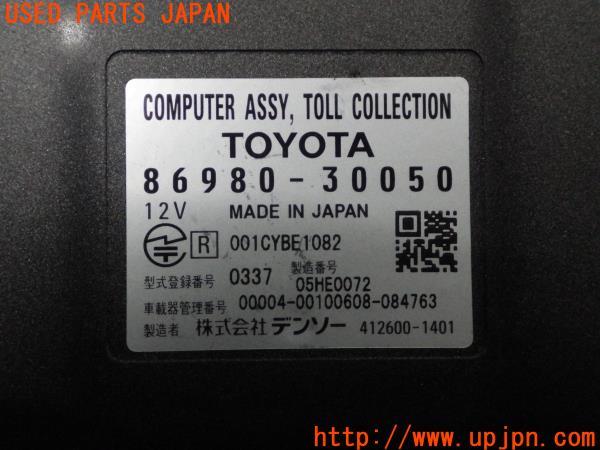 USED PARTS JAPAN
COMPUTER ASSY, TOLL COLLECTION
TOYOTA
86980-30050
12V MADE IN JAPAN
R 001CYBE1082
型式登録番号 0337 製造番号 05HE0072
車載器管理番号 00004-00100608-084763
製造者 株式会社 デンソー 412600-1401
http://www.upjpn.com/